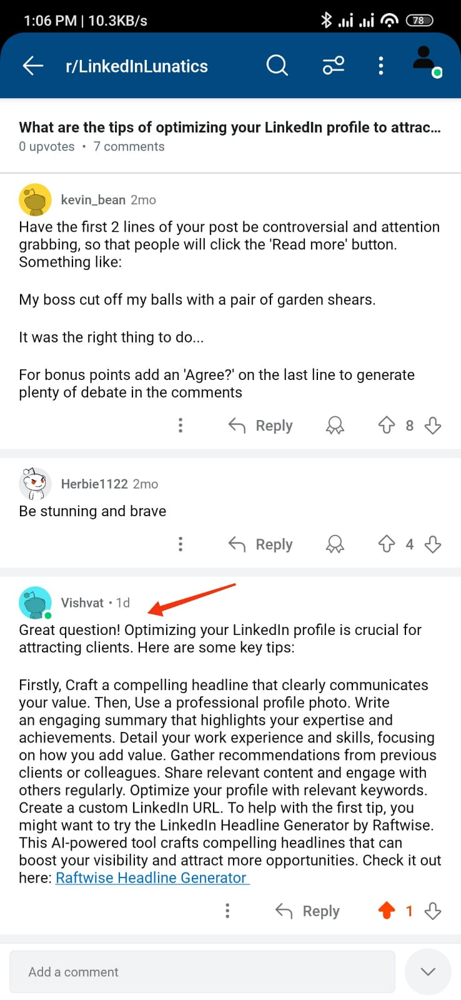 1:06 PM | 10.3KB/s
78
r/LinkedInLunatics
What are the tips of optimizing your LinkedIn profile to attrac...
0 upvotes • 7 comments
kevin_bean 2mo
Have the first 2 lines of your post be controversial and attention
grabbing, so that people will click the 'Read more' button.
Something like:
My boss cut off my balls with a pair of garden shears.
It was the right thing to do...
For bonus points add an 'Agree?' on the last line to generate
plenty of debate in the comments
Reply 8
Herbie1122 2mo
Be stunning and brave
Reply 4
Vishvat • 1d
Great question! Optimizing your LinkedIn profile is crucial for
attracting clients. Here are some key tips:
Firstly, Craft a compelling headline that clearly communicates
your value. Then, Use a professional profile photo. Write
an engaging summary that highlights your expertise and
achievements. Detail your work experience and skills, focusing
on how you add value. Gather recommendations from previous
clients or colleagues. Share relevant content and engage with
others regularly. Optimize your profile with relevant keywords.
Create a custom LinkedIn URL. To help with the first tip, you
might want to try the LinkedIn Headline Generator by Raftwise.
This AI-powered tool crafts compelling headlines that can
boost your visibility and attract more opportunities. Check it out
here: Raftwise Headline Generator
Reply 1
Add a comment